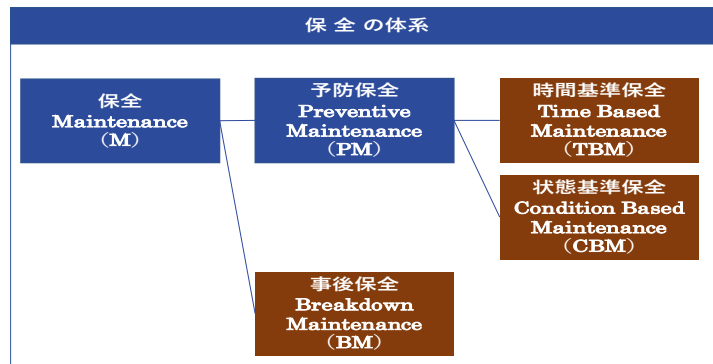 保 全 の体系
保全
Maintenance
（M）
予防保全
Preventive
Maintenance
（PM）
時間基準保全
Time Based
Maintenance
（TBM）
状態基準保全
Condition Based
Maintenance
（CBM）
事後保全
Breakdown
Maintenance
（BM）